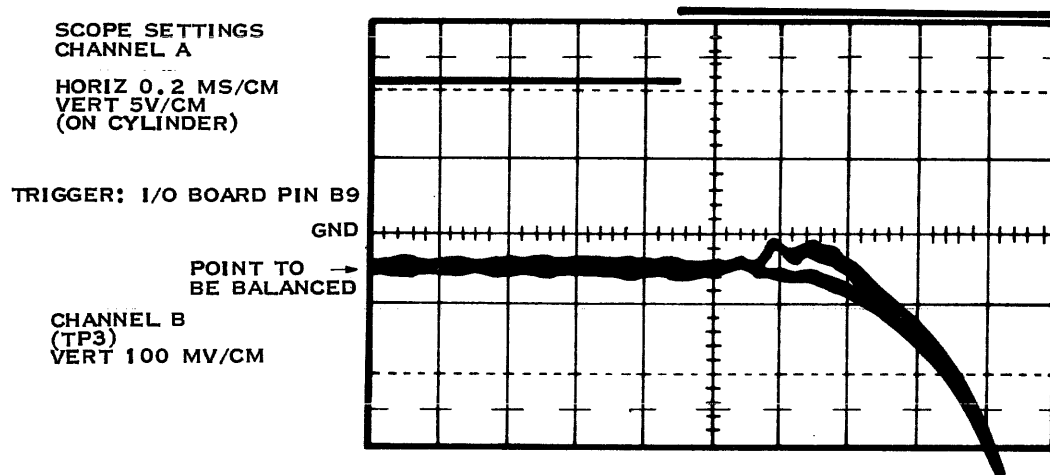 SCOPE SETTINGS
CHANNEL A
HORIZ 0.2 MS/CM
VERT 5V/CM
(ON CYLINDER)
TRIGGER: I/O BOARD PIN B9
GND
POINT TO →
BE BALANCED
CHANNEL B
(TP3)
VERT 100 MV/CM